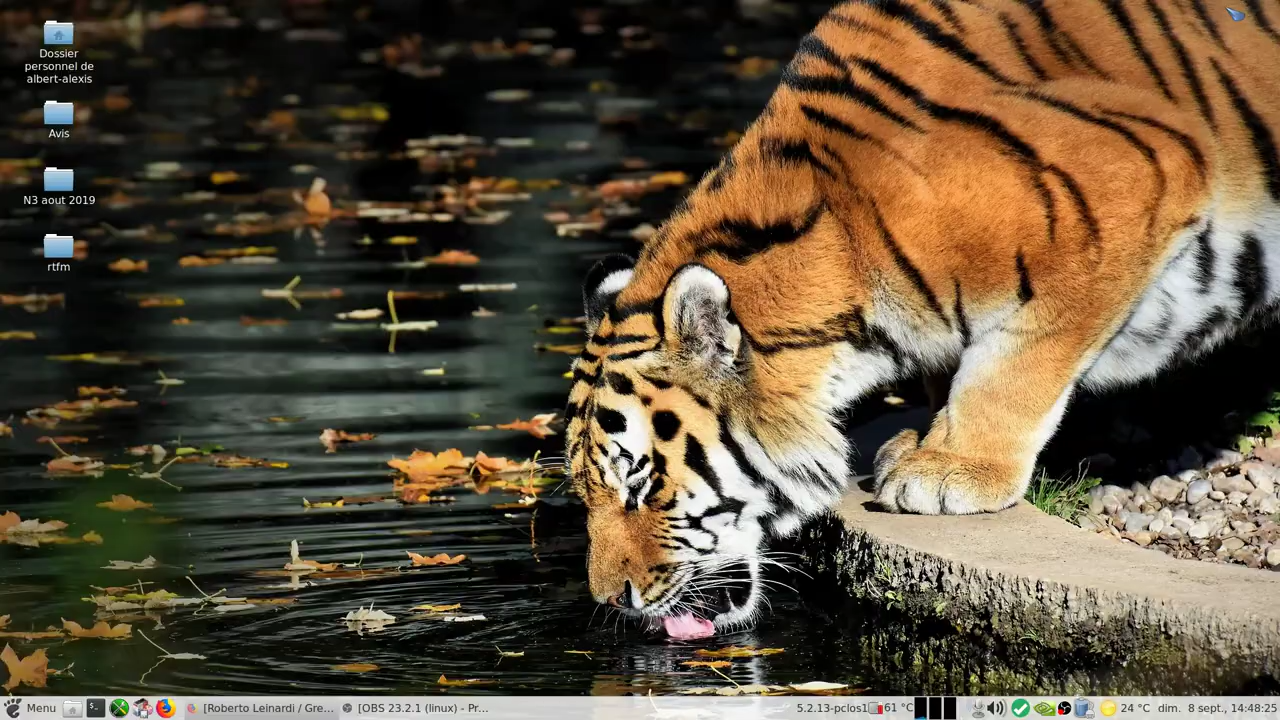 Dossier
personnel de
albert-alexis
Avis
N3 aout 2019
rtfm
Menu
[Roberto Leinardi / Gre...
[OBS 23.2.1 (linux) - Pr...
5.2.13-pclos1
61 °C
24 °C
dim. 8 sept., 14:48:25